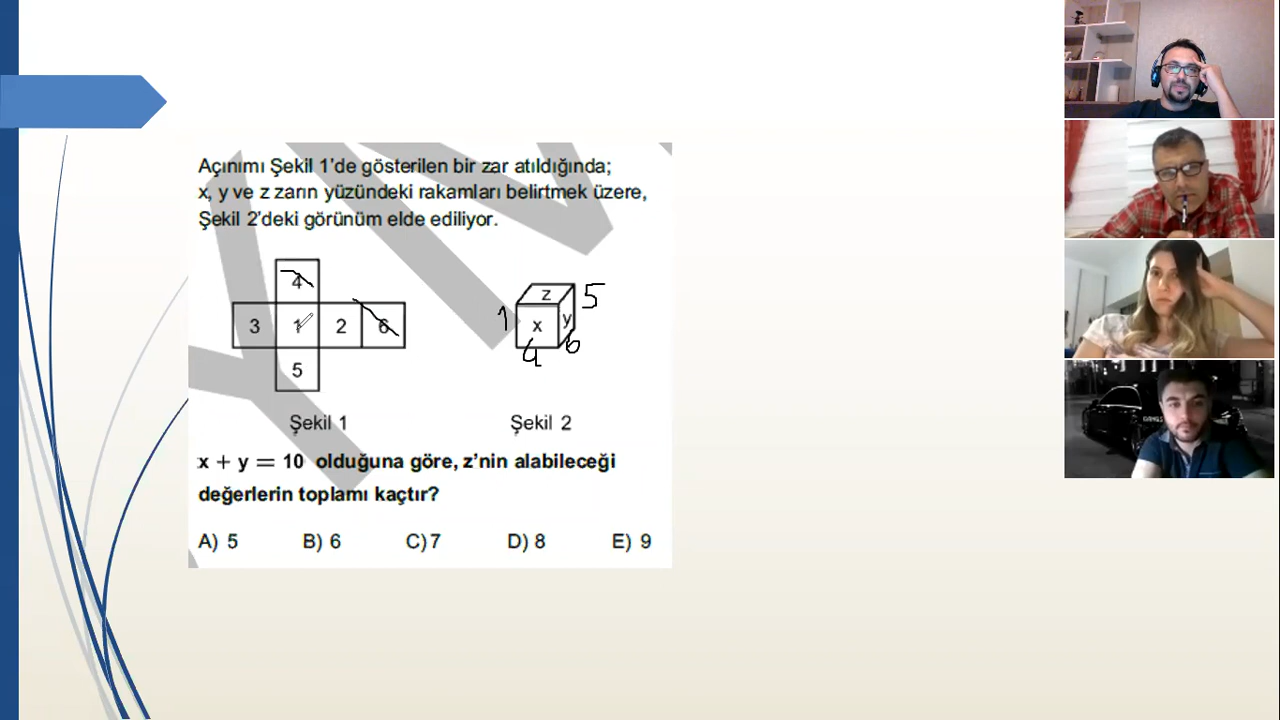 Açınımı Şekil 1'de gösterilen bir zar atıldığında;
x, y ve z zarın yüzündeki rakamları belirtmek üzere,
Şekil 2'deki görünüm elde ediliyor.
4
3 1 2 6
5
z 5
1 x y
4 6
Şekil 1 Şekil 2
x + y = 10 olduğuna göre, z'nin alabileceği
değerlerin toplamı kaçtır?
A) 5 B) 6 C) 7 D) 8 E) 9